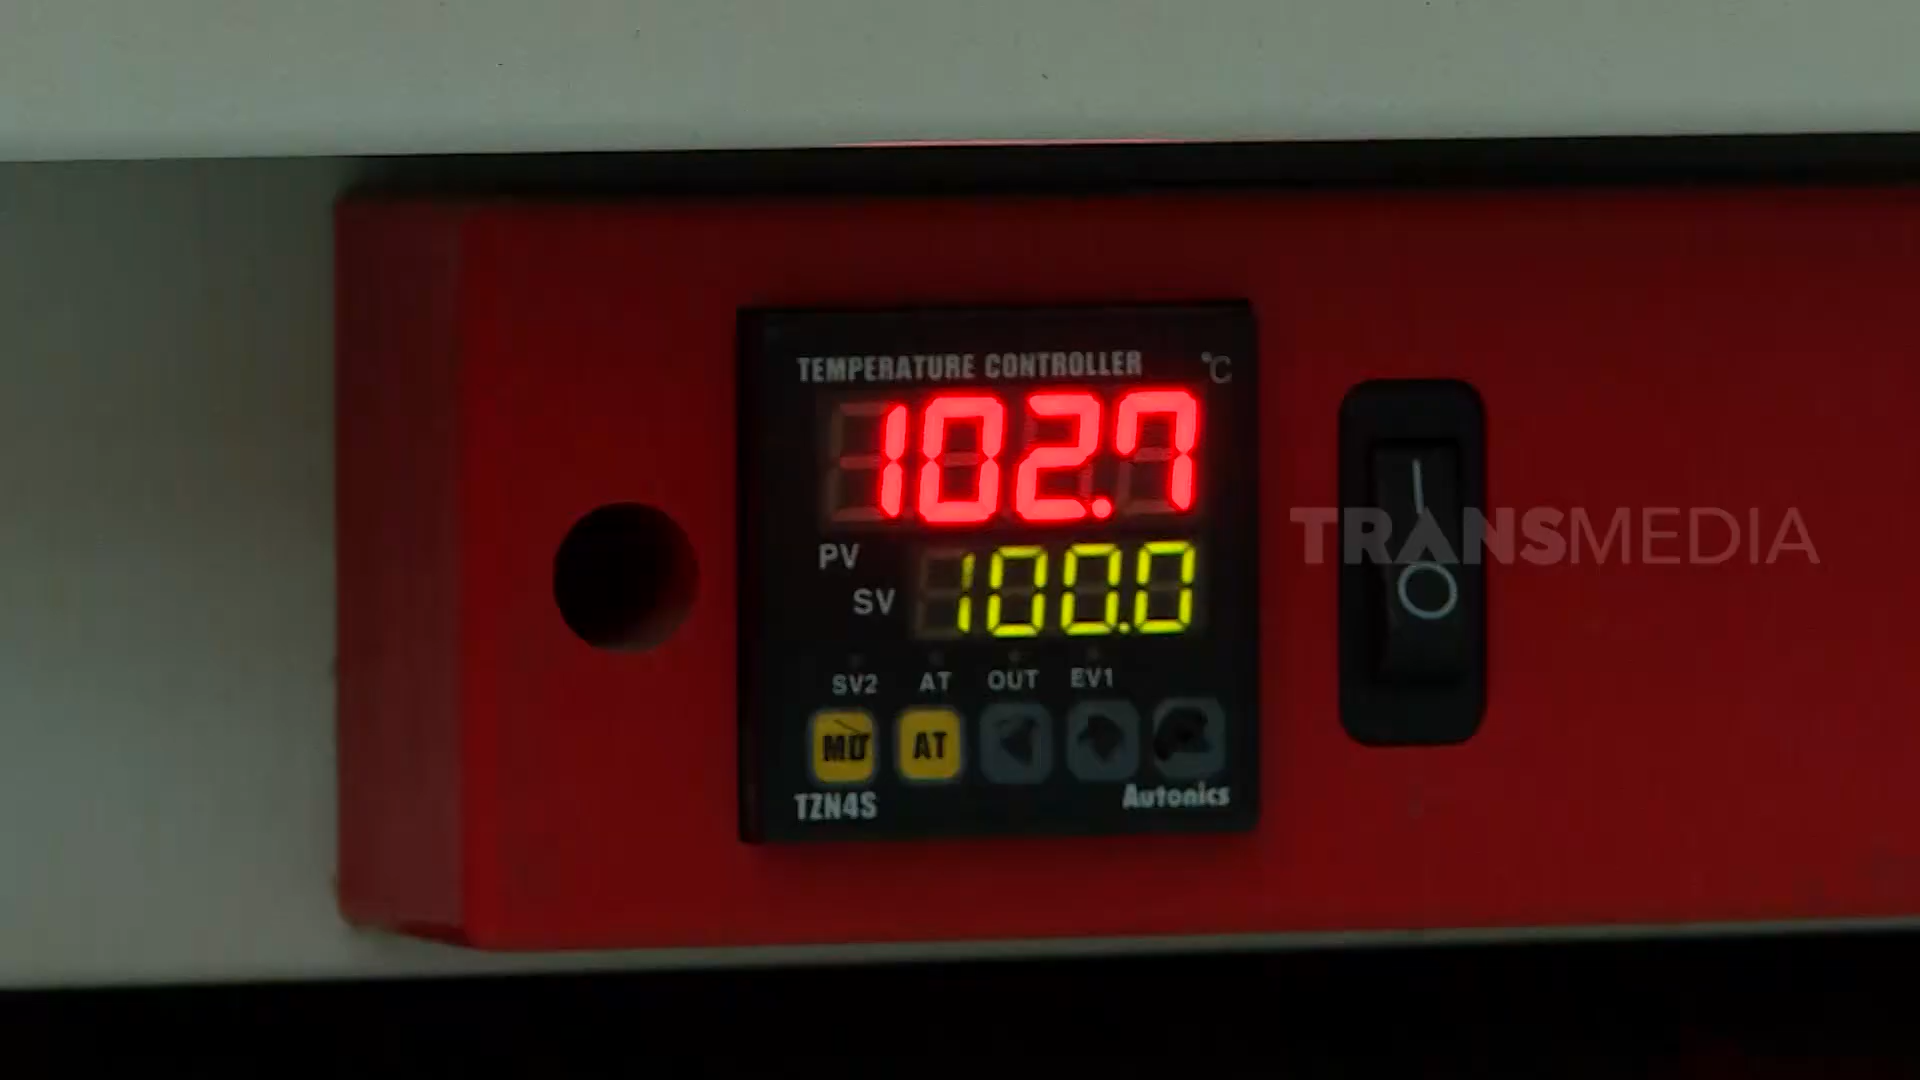 TEMPERATURE CONTROLLER °C
102.7
PV
100.0
SV
SV2 AT OUT EV1
MD AT
TZN4S Autonics
TRANSMEDIA